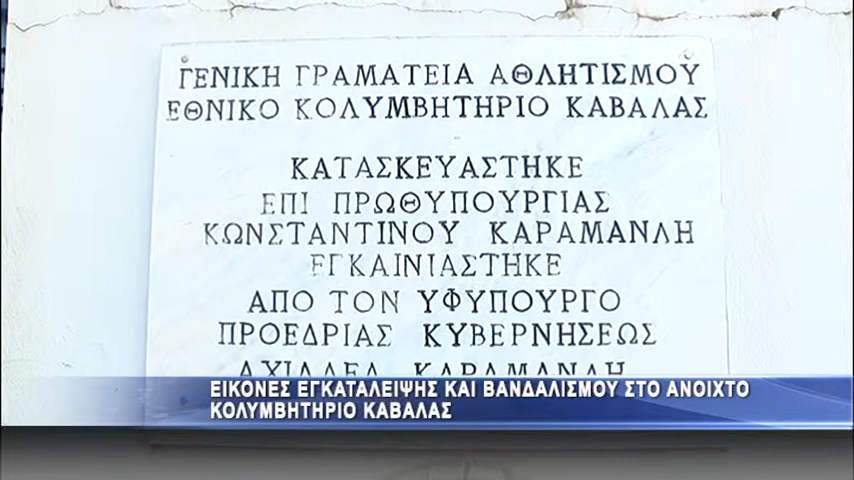 ΓΕΝΙΚΗ ΓΡΑΜΑΤΕΙΑ ΑΘΛΗΤΙΣΜΟΥ
ΕΘΝΙΚΟ ΚΟΛΥΜΒΗΤΗΡΙΟ ΚΑΒΑΛΑΣ
ΚΑΤΑΣΚΕΥΑΣΤΗΚΕ
ΕΠΙ ΠΡΩΘΥΠΟΥΡΓΙΑΣ
ΚΩΝΣΤΑΝΤΙΝΟΥ ΚΑΡΑΜΑΝΛΗ
ΕΓΚΑΙΝΙΑΣΤΗΚΕ
ΑΠΟ ΤΟΝ ΥΦΥΠΟΥΡΓΟ
ΠΡΟΕΔΡΙΑΣ ΚΥΒΕΡΝΗΣΕΩΣ
ΑΧΙΛΛΕΑ ΚΑΡΑΜΑΝΛΗ
ΕΙΚΟΝΕΣ ΕΓΚΑΤΑΛΕΙΨΗΣ ΚΑΙ ΒΑΝΔΑΛΙΣΜΟΥ ΣΤΟ ΑΝΟΙΧΤΟ
ΚΟΛΥΜΒΗΤΗΡΙΟ ΚΑΒΑΛΑΣ